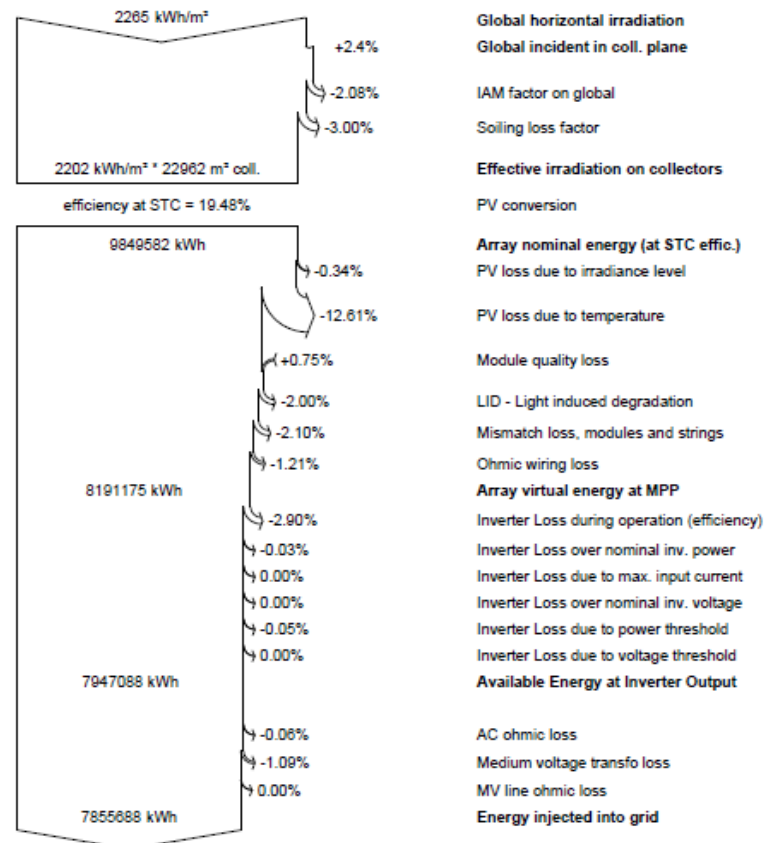 2265 kWh/m² Global horizontal irradiation
+2.4% Global incident in coll. plane
-2.08% IAM factor on global
-3.00% Soiling loss factor
2202 kWh/m² * 22962 m² coll. Effective irradiation on collectors
efficiency at STC = 19.48% PV conversion
9849582 kWh Array nominal energy (at STC effic.)
-0.34% PV loss due to irradiance level
-12.61% PV loss due to temperature
+0.75% Module quality loss
-2.00% LID - Light induced degradation
-2.10% Mismatch loss, modules and strings
-1.21% Ohmic wiring loss
8191175 kWh Array virtual energy at MPP
-2.90% Inverter Loss during operation (efficiency)
-0.03% Inverter Loss over nominal inv. power
0.00% Inverter Loss due to max. input current
0.00% Inverter Loss over nominal inv. voltage
-0.05% Inverter Loss due to power threshold
0.00% Inverter Loss due to voltage threshold
7947088 kWh Available Energy at Inverter Output
-0.06% AC ohmic loss
-1.09% Medium voltage transfo loss
0.00% MV line ohmic loss
7855688 kWh Energy injected into grid